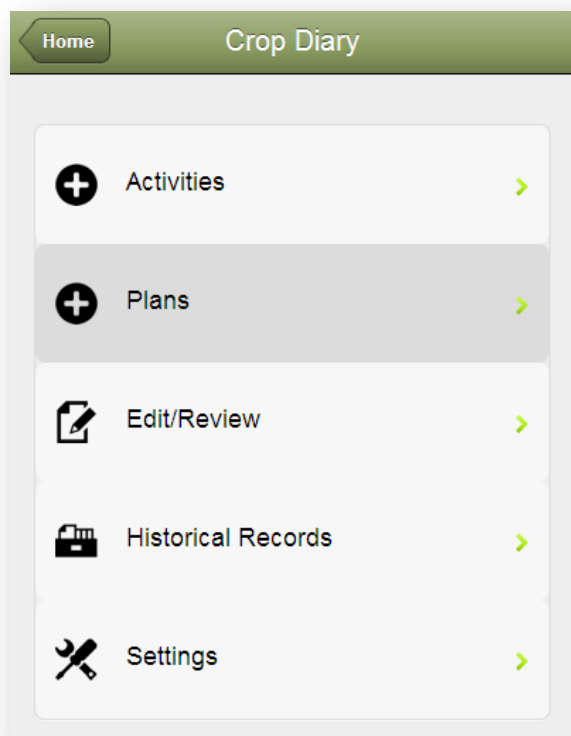 Home
Crop Diary
Activities
Plans
Edit/Review
Historical Records
Settings